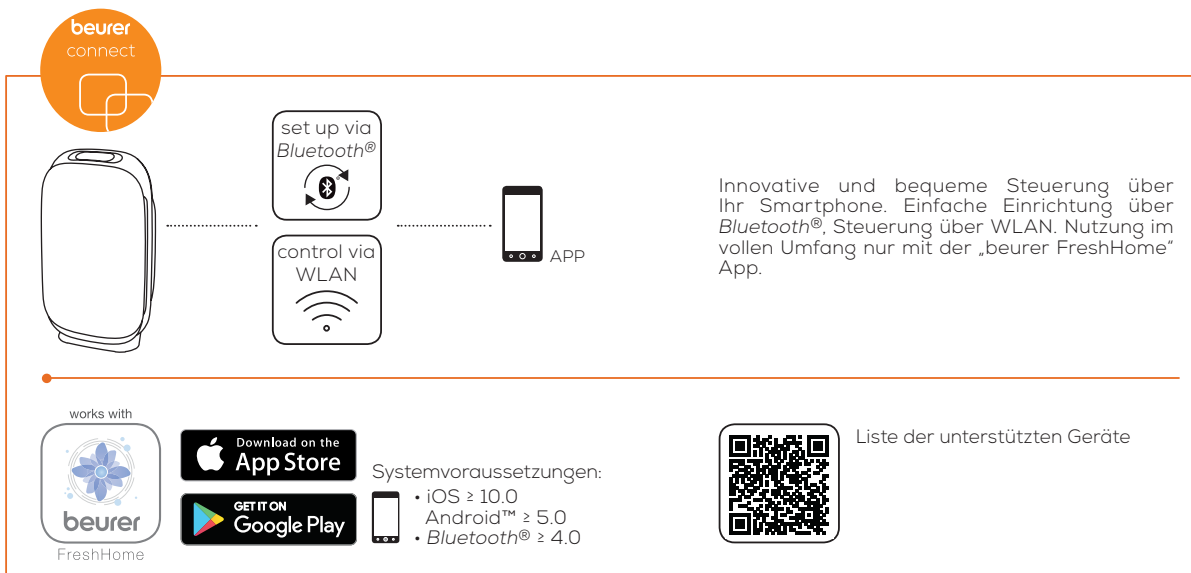 beurer
connect
set up via
Bluetooth®
control via
WLAN
APP
Innovative und bequeme Steuerung über
Ihr Smartphone. Einfache Einrichtung über
Bluetooth®, Steuerung über WLAN. Nutzung im
vollen Umfang nur mit der „beurer FreshHome“
App.
works with
beurer
FreshHome
Download on the
App Store
GET IT ON
Google Play
Systemvoraussetzungen:
• iOS ≥ 10.0
Android™ ≥ 5.0
• Bluetooth® ≥ 4.0
Liste der unterstützten Geräte